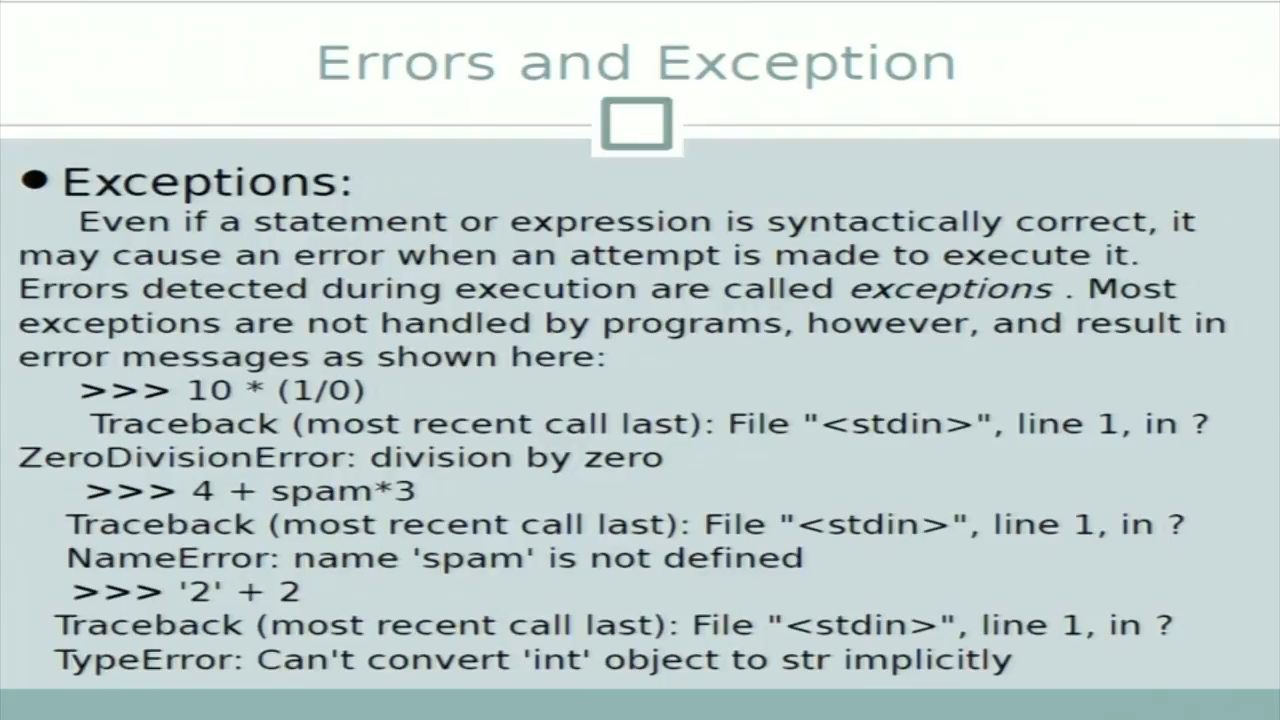 Errors and Exception
● Exceptions:
Even if a statement or expression is syntactically correct, it
may cause an error when an attempt is made to execute it.
Errors detected during execution are called exceptions . Most
exceptions are not handled by programs, however, and result in
error messages as shown here:
>>> 10 * (1/0)
Traceback (most recent call last): File "<stdin>", line 1, in ?
ZeroDivisionError: division by zero
>>> 4 + spam*3
Traceback (most recent call last): File "<stdin>", line 1, in ?
NameError: name 'spam' is not defined
>>> '2' + 2
Traceback (most recent call last): File "<stdin>", line 1, in ?
TypeError: Can't convert 'int' object to str implicitly